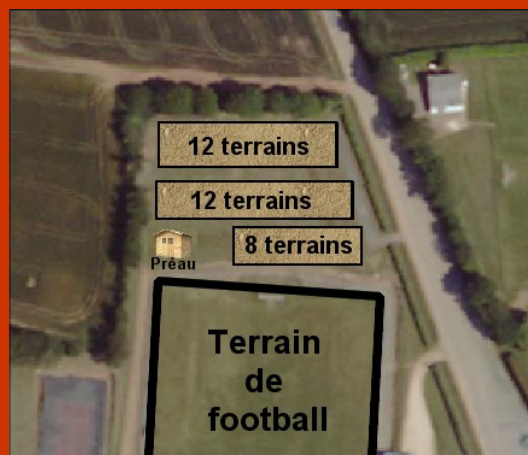 12 terrains
12 terrains
8 terrains
Préau
Terrain
de
football